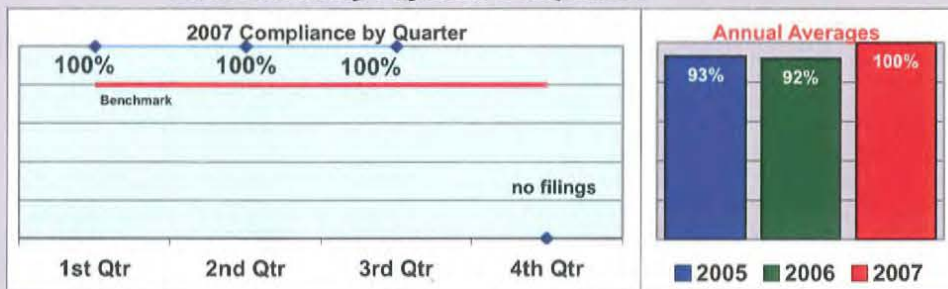 2007 Compliance by Quarter
100%
100%
100%
Benchmark
no filings
1st Qtr
2nd Qtr
3rd Qtr
4th Qtr
Annual Averages
93%
92%
100%
2005
2006
2007